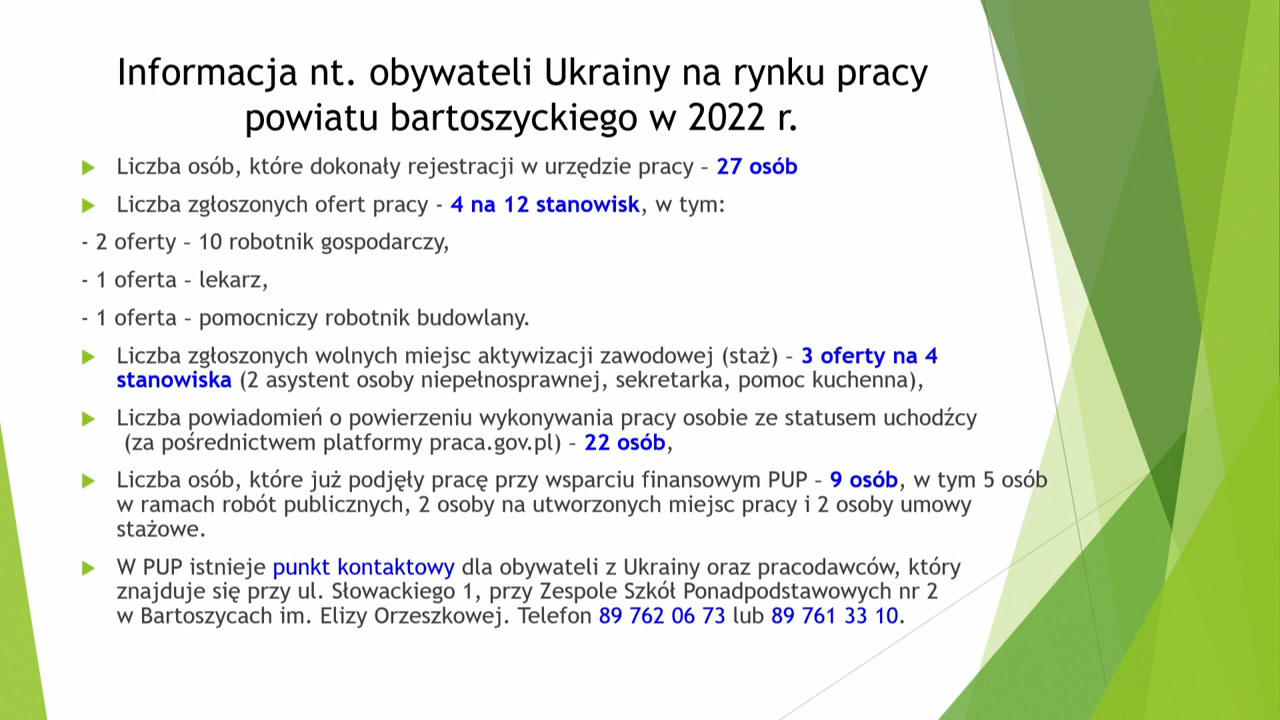 Informacja nt. obywateli Ukrainy na rynku pracy
powiatu bartoszyckiego w 2022 r.
Liczba osób, które dokonały rejestracji w urzędzie pracy – 27 osób
Liczba zgłoszonych ofert pracy - 4 na 12 stanowisk, w tym:
- 2 oferty – 10 robotnik gospodarczy,
- 1 oferta – lekarz,
- 1 oferta – pomocniczy robotnik budowlany.
Liczba zgłoszonych wolnych miejsc aktywizacji zawodowej (staż) – 3 oferty na 4
stanowiska (2 asystent osoby niepełnosprawnej, sekretarka, pomoc kuchenna),
Liczba powiadomień o powierzeniu wykonywania pracy osobie ze statusem uchodźcy
(za pośrednictwem platformy praca.gov.pl) – 22 osób,
Liczba osób, które już podjęły pracę przy wsparciu finansowym PUP – 9 osób, w tym 5 osób
w ramach robót publicznych, 2 osoby na utworzonych miejsc pracy i 2 osoby umowy
stażowe.
W PUP istnieje punkt kontaktowy dla obywateli z Ukrainy oraz pracodawców, który
znajduje się przy ul. Słowackiego 1, przy Zespole Szkół Ponadpodstawowych nr 2
w Bartoszycach im. Elizy Orzeszkowej. Telefon 89 762 06 73 lub 89 761 33 10.